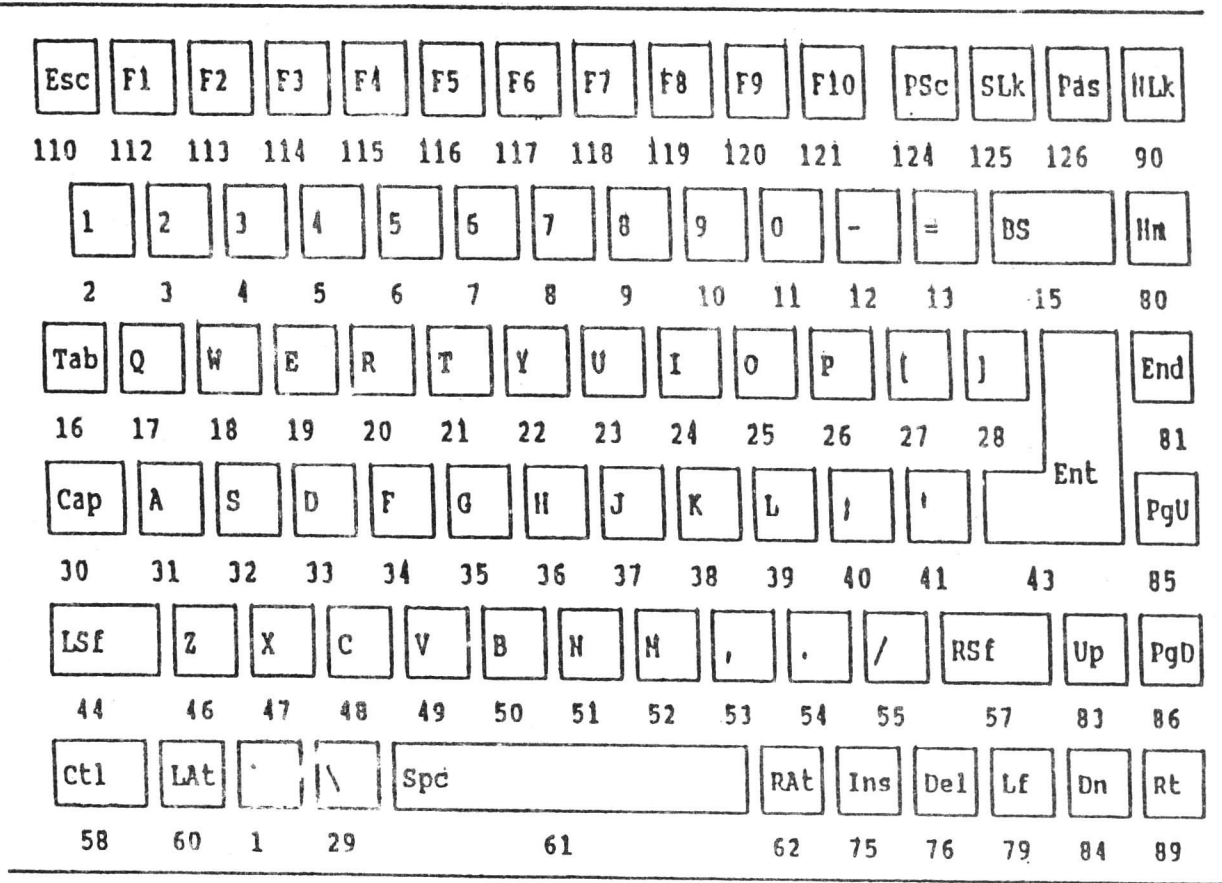 Esc F1 F2 F3 F4 F5 F6 F7 F8 F9 F10 PSc SLk Pas NLk
110 112 113 114 115 116 117 118 119 120 121 124 125 126 90
1 2 3 4 5 6 7 8 9 0 - = BS Hm
2 3 4 5 6 7 8 9 10 11 12 13 15 80
Tab Q W E R T Y U I O P [ ] End
16 17 18 19 20 21 22 23 24 25 26 27 28 81
Cap A S D F G H J K L ; ' Ent PgU
30 31 32 33 34 35 36 37 38 39 40 41 43 85
LSf Z X C V B N M , . / RSf Up PgD
44 46 47 48 49 50 51 52 53 54 55 57 83 86
Ctl LAt ` \ Spc RAt Ins Del Lf Dn Rt
58 60 1 29 61 62 75 76 79 84 89